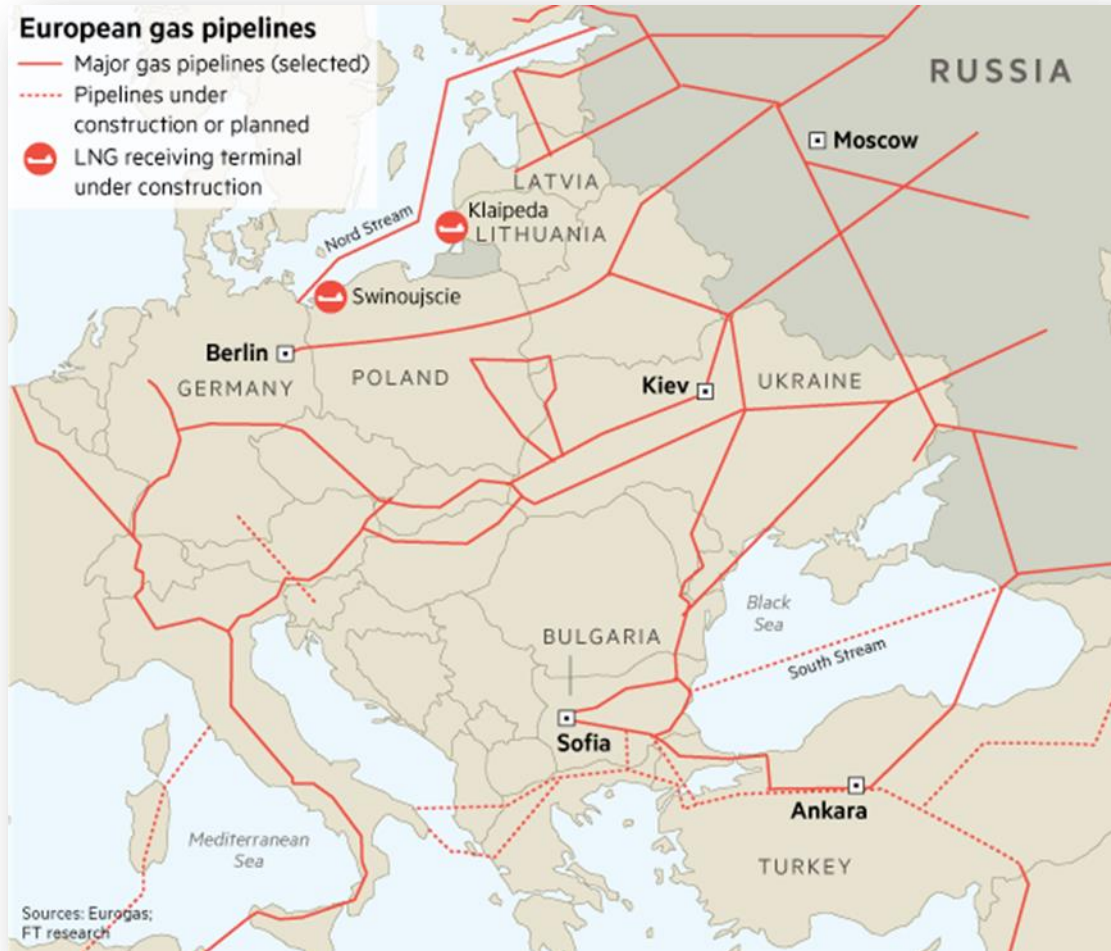 European gas pipelines
Major gas pipelines (selected)
Pipelines under
construction or planned
LNG receiving terminal
under construction
RUSSIA
Moscow
LATVIA
Klaipeda
LITHUANIA
Nord Stream
Swinoujscie
Berlin
GERMANY
POLAND
Kiev
UKRAINE
Black
Sea
BULGARIA
South Stream
Sofia
Ankara
Mediterranean
Sea
TURKEY
Sources: Eurogas;
FT research